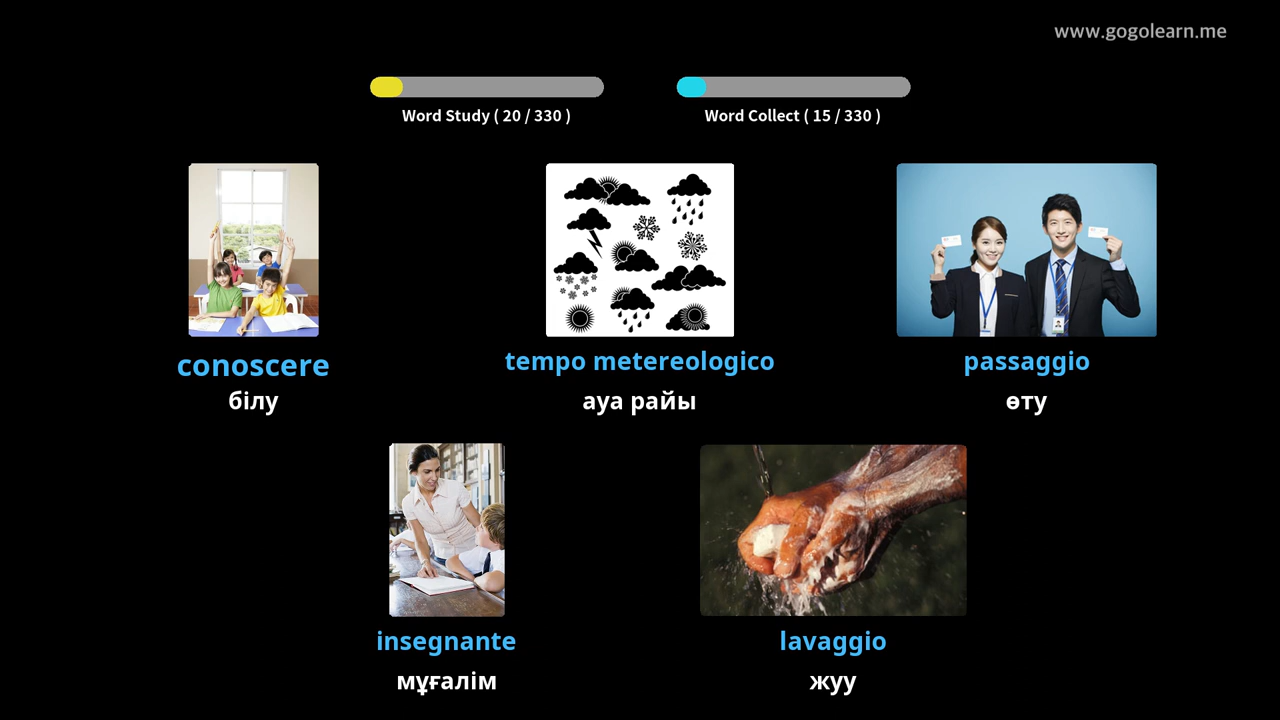 www.gogolearn.me
Word Study ( 20 / 330 )
Word Collect ( 15 / 330 )
conoscere
білу
tempo metereologico
ауа райы
passaggio
өту
insegnante
мұғалім
lavaggio
жуу